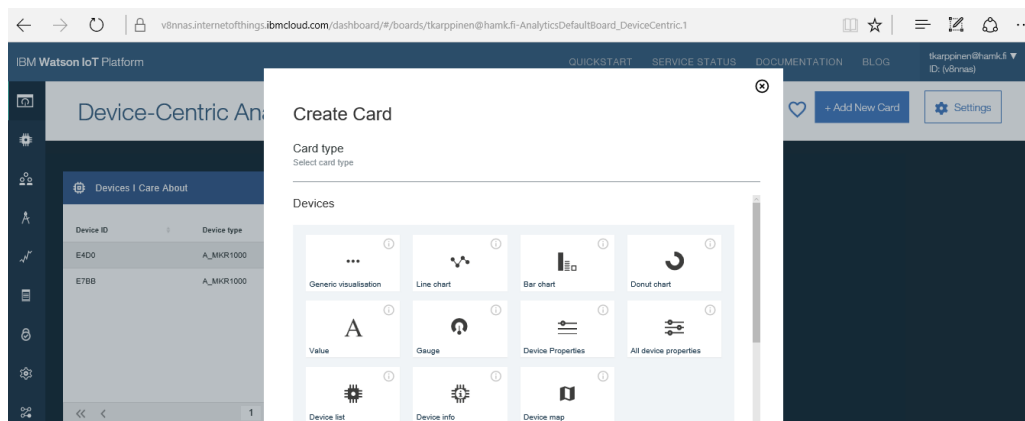 v8nnas.internetofthings.ibmcloud.com/dashboard/#/boards/tkarppinen@hamk.fi-AnalyticsDefaultBoard_DeviceCentric.1
IBM Watson IoT Platform
QUICKSTART SERVICE STATUS DOCUMENTATION BLOG
tkarppinen@hamk.fi
ID: (v8nnas)
Device-Centric Ana
+ Add New Card
Settings
Create Card
Card type
Select card type
Devices I Care About
Devices
Device ID Device type
E4D0 A_MKR1000
E7BB A_MKR1000
Generic visualisation Line chart Bar chart Donut chart
A
Value Gauge Device Properties All device properties
Device list Device info Device map
1